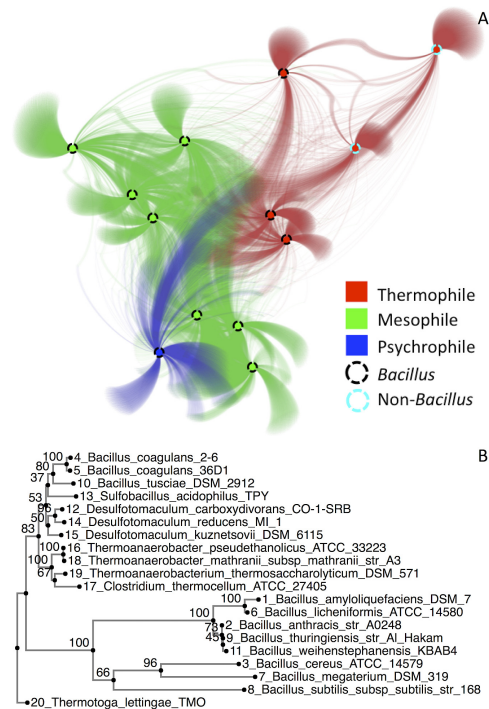 A
Thermophile
Mesophile
Psychrophile
Bacillus
Non-Bacillus
B
100
4_Bacillus_coagulans_2-6
80
5_Bacillus_coagulans_36D1
37
10_Bacillus_tusciae_DSM_2912
53
13_Sulfobacillus_acidophilus_TPY
96
12_Desulfotomaculum_carboxydivorans_CO-1-SRB
50
14_Desulfotomaculum_reducens_MI_1
83
15_Desulfotomaculum_kuznetsovii_DSM_6115
100
16_Thermoanaerobacter_pseudethanolicus_ATCC_33223
100
18_Thermoanaerobacter_mathranii_subsp_mathranii_str_A3
67
19_Thermoanaerobacterium_thermosaccharolyticum_DSM_571
17_Clostridium_thermocellum_ATCC_27405
100
1_Bacillus_amyloliquefaciens_DSM_7
100
6_Bacillus_licheniformis_ATCC_14580
73
2_Bacillus_anthracis_str_A0248
45
9_Bacillus_thuringiensis_str_Al_Hakam
100
11_Bacillus_weihenstephanensis_KBAB4
96
3_Bacillus_cereus_ATCC_14579
66
7_Bacillus_megaterium_DSM_319
8_Bacillus_subtilis_subsp_subtilis_str_168
20_Thermotoga_lettingae_TMO